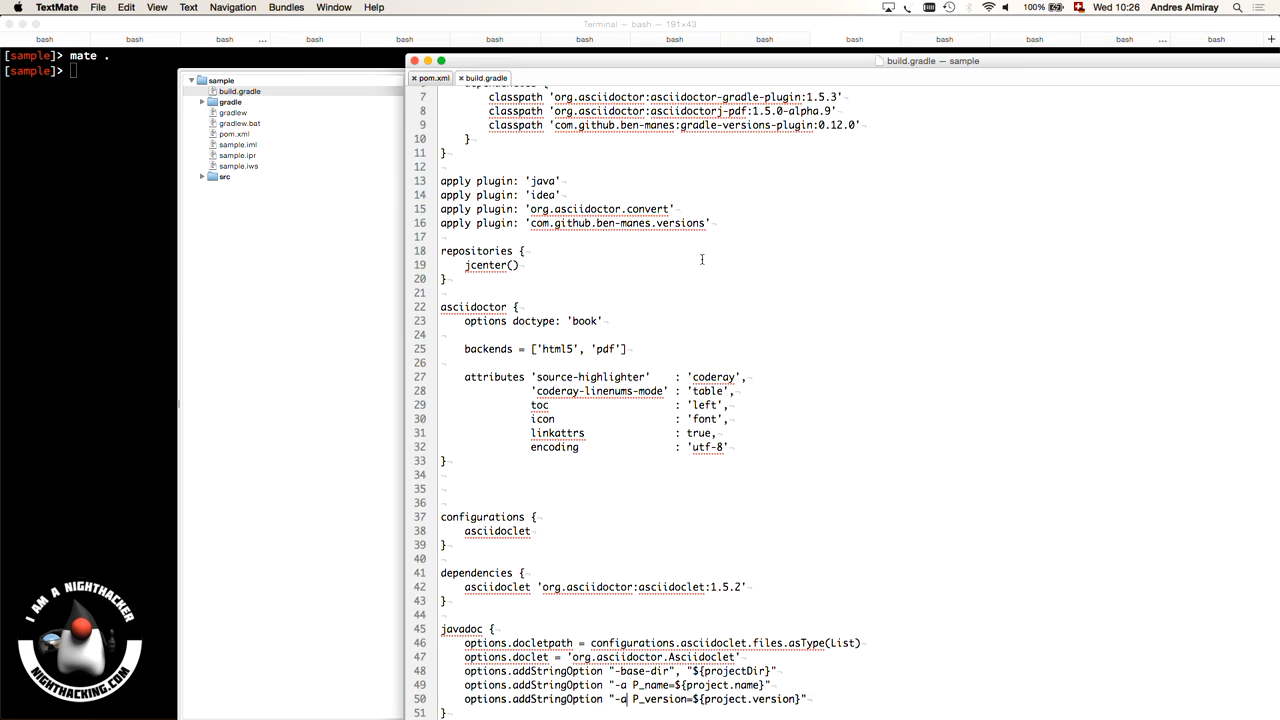 TextMate File Edit View Text Navigation Bundles Window Help 100% Wed 10:26 Andres Almiray
Terminal — bash — 191×43
bash bash bash bash bash bash bash bash bash bash bash bash bash bash
[sample]> mate .
[sample]>
build.gradle — sample
pom.xml build.gradle
sample
build.gradle
gradle
gradlew
gradlew.bat
pom.xml
sample.iml
sample.ipr
sample.iws
src
7 classpath 'org.asciidoctor:asciidoctor-gradle-plugin:1.5.3'
8 classpath 'org.asciidoctor:asciidoctorj-pdf:1.5.0-alpha.9'
9 classpath 'com.github.ben-manes:gradle-versions-plugin:0.12.0'
10 }
11 }
12
13 apply plugin: 'java'
14 apply plugin: 'idea'
15 apply plugin: 'org.asciidoctor.convert'
16 apply plugin: 'com.github.ben-manes.versions'
17
18 repositories {
19 jcenter()
20 }
21
22 asciidoctor {
23 options doctype: 'book'
24
25 backends = ['html5', 'pdf']
26
27 attributes 'source-highlighter' : 'coderay',
28 'coderay-linenums-mode' : 'table',
29 toc : 'left',
30 icon : 'font',
31 linkattrs : true,
32 encoding : 'utf-8'
33 }
34
35
36
37 configurations {
38 asciidoclet
39 }
40
41 dependencies {
42 asciidoclet 'org.asciidoctor:asciidoclet:1.5.2'
43 }
44
45 javadoc {
46 options.docletpath = configurations.asciidoclet.files.asType(List)
47 options.doclet = 'org.asciidoctor.Asciidoclet'
48 options.addStringOption "-base-dir", "${projectDir}"
49 options.addStringOption "-a P_name=${project.name}"
50 options.addStringOption "-a P_version=${project.version}"
51 }
I AM A NIGHTHACKER
NIGHTHACKING.COM